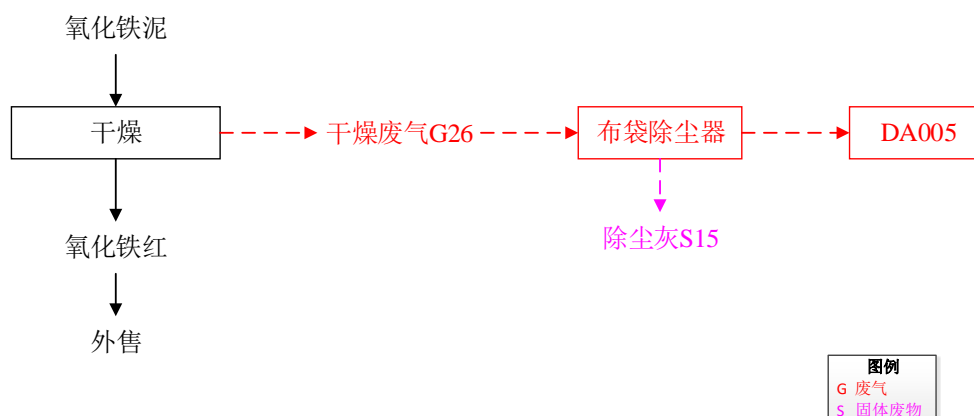 氧化铁泥
干燥
干燥废气G26
布袋除尘器
DA005
氧化铁红
除尘灰S15
外售
图例
G 废气
S 固体废物